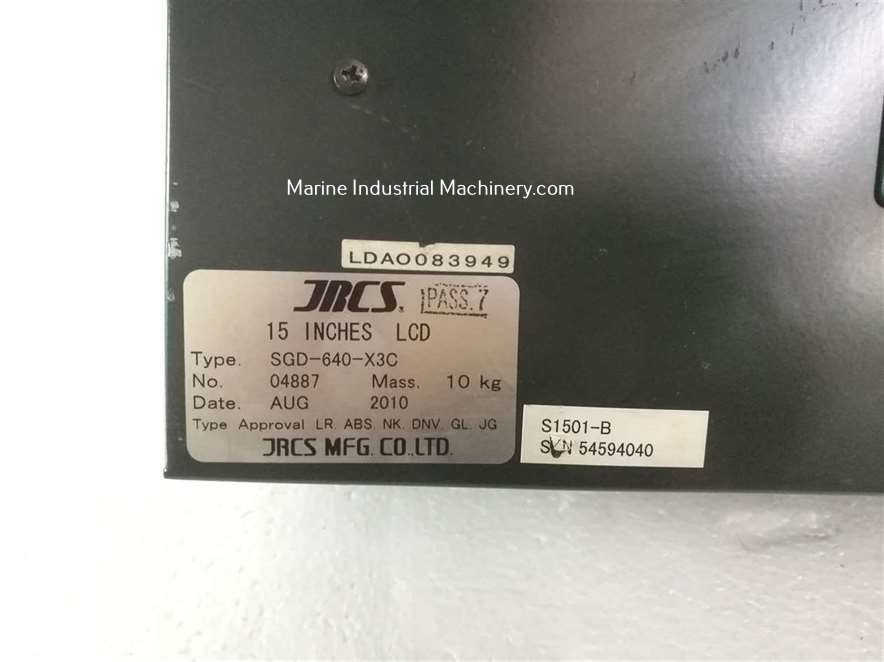 Marine Industrial Machinery.com
LDAO083949
JRCS. PASS.7
15 INCHES LCD
Type. SGD-640-X3C
No. 04887 Mass. 10 kg
Date. AUG 2010
Type Approval LR. ABS. NK. DNV. GL. JG
JRCS MFG. CO.,LTD.
S1501-B
S/N 54594040